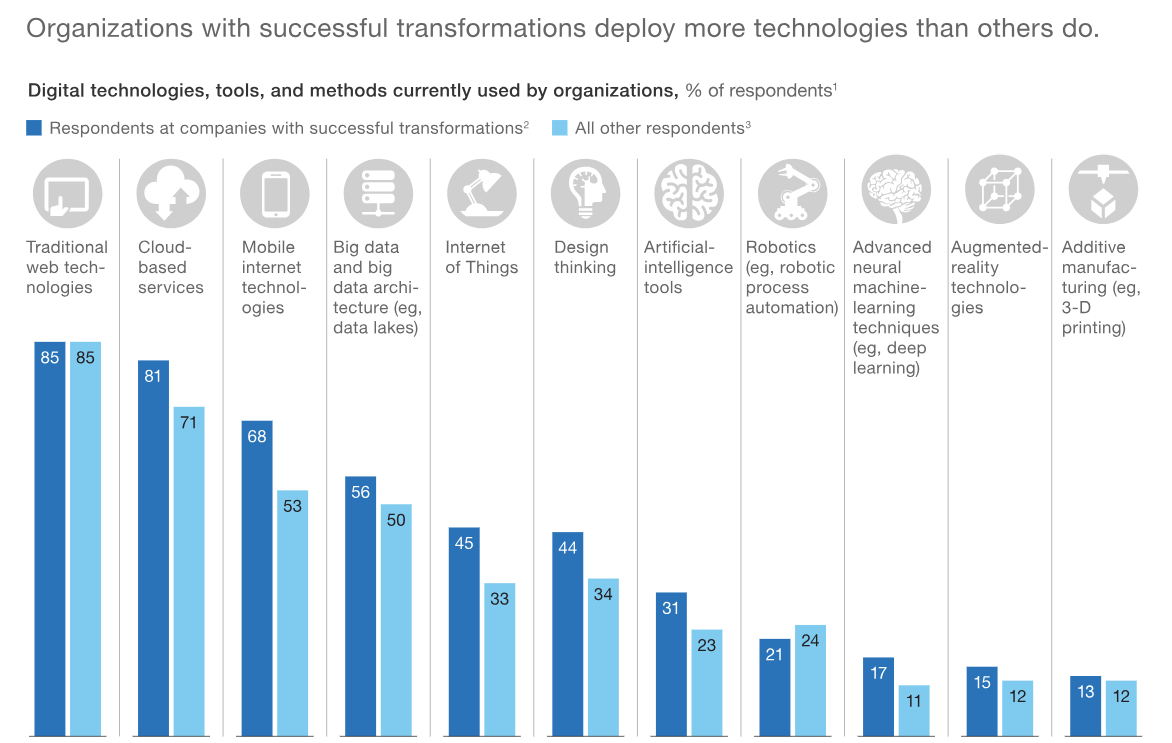 Organizations with successful transformations deploy more technologies than others do.
Digital technologies, tools, and methods currently used by organizations, % of respondents¹
Respondents at companies with successful transformations²
All other respondents³
Traditional
web tech-
nologies
Cloud-
based
services
Mobile
internet
technol-
ogies
Big data
and big
data archi-
tecture (eg,
data lakes)
Internet
of Things
Design
thinking
Artificial-
intelligence
tools
Robotics
(eg, robotic
process
automation)
Advanced
neural
machine-
learning
techniques
(eg, deep
learning)
Augmented-
reality
technolo-
gies
Additive
manufac-
turing (eg,
3-D
printing)
85
85
81
71
68
53
56
50
45
33
44
34
31
23
21
24
17
11
15
12
13
12